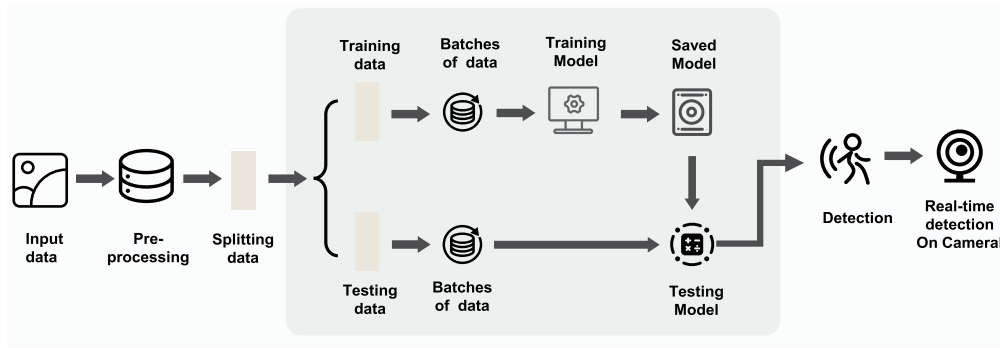 Input
data
Pre-
processing
Splitting
data
Training
data
Batches
of data
Training
Model
Saved
Model
Testing
data
Batches
of data
Testing
Model
Detection
Real-time
detection
On Camera